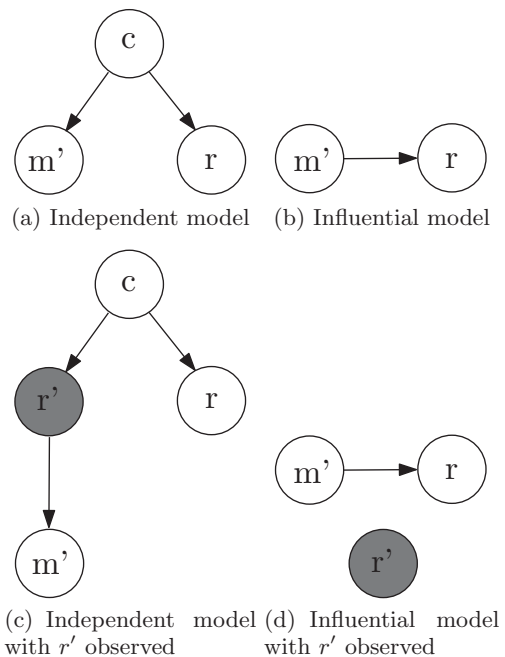 c
m' r m' r
(a) Independent model (b) Influential model
c
r' r
m' r
m' r'
(c) Independent model (d) Influential model
with r′ observed with r′ observed